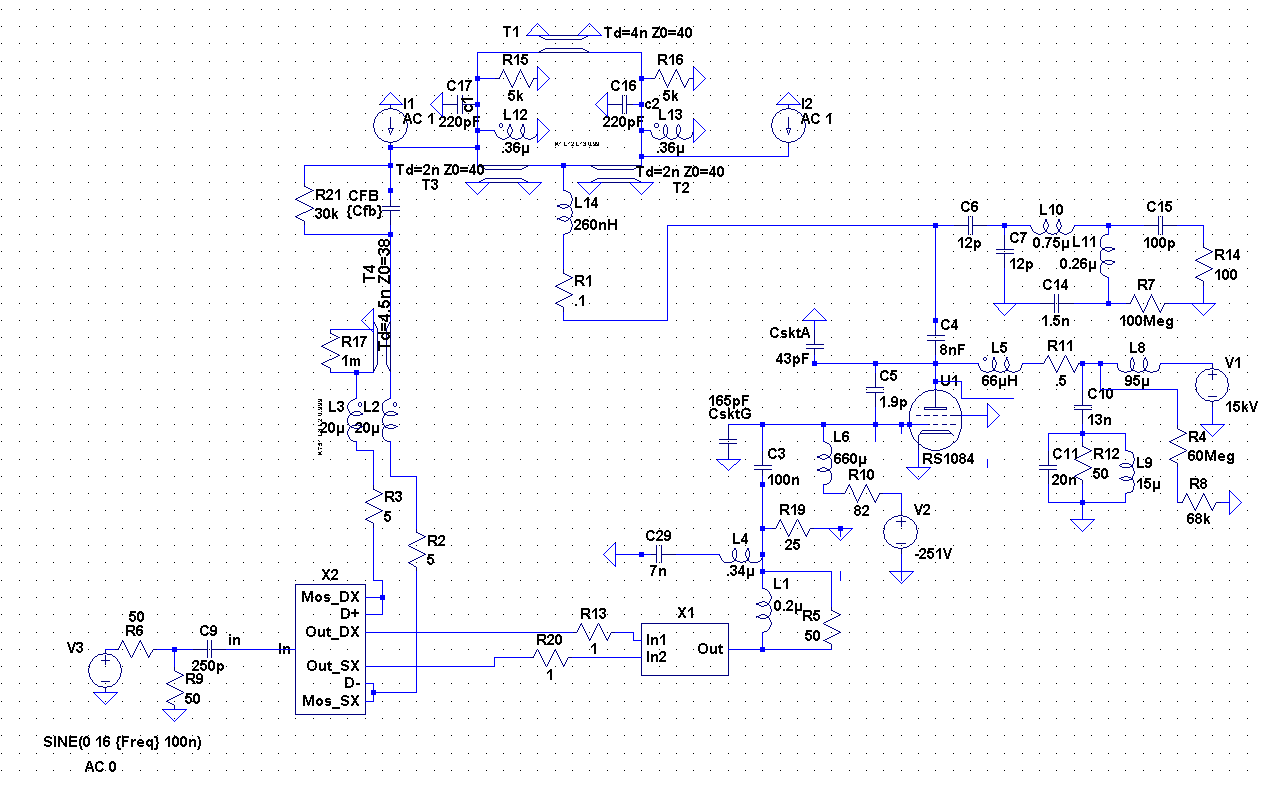 T1
Td=4n Z0=40
R15
5k
R16
5k
C17
220pF
c1
C16
220pF
c2
L12
.36µ
L13
.36µ
I1
AC 1
I2
AC 1
Td=2n Z0=40
T3
Td=2n Z0=40
T2
R21
30k
CFB
{Cfb}
L14
260nH
R1
.1
T4
Td=4.5n Z0=38
R17
1m
L3
20µ
L2
20µ
R3
5
R2
5
C6
12p
C7
12p
L10
0.75µ
L11
0.26µ
C15
100p
R14
100
C14
1.5n
R7
100Meg
CsktA
43pF
C4
8nF
L5
66µH
R11
.5
L8
95µ
V1
15kV
C5
1.9p
U1
RS1084
165pF
CsktG
C10
13n
R4
60Meg
R8
68k
C11
20n
R12
50
L9
15µ
C3
100n
L6
660µ
R10
82
V2
-251V
R19
25
C29
7n
L4
.34µ
L1
0.2µ
R5
50
X2
Mos_DX
D+
Out_DX
In
Out_SX
D-
Mos_SX
R13
1
R20
1
X1
In1
In2
Out
V3
50
R6
C9
250p
in
R9
50
SINE(0 16 {Freq} 100n)
AC 0